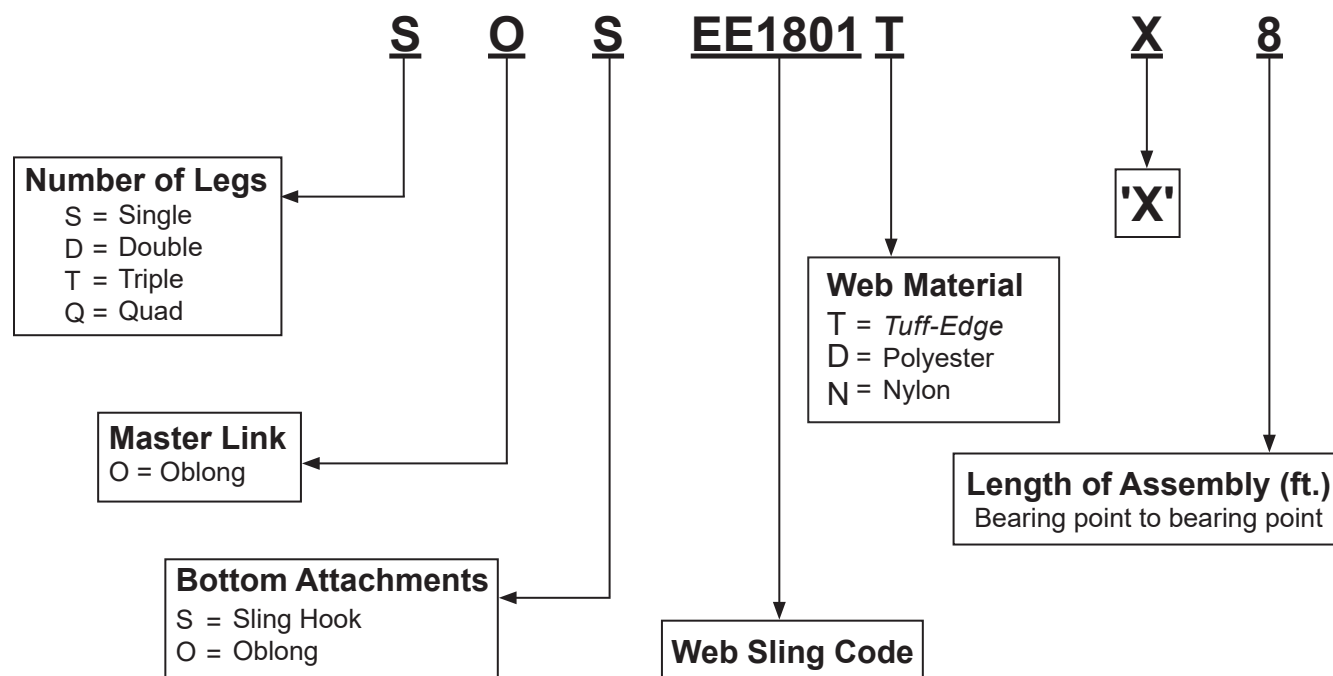 S O S EE1801 T X 8
Number of Legs
S = Single
D = Double
T = Triple
Q = Quad
'X'
Web Material
T = Tuff-Edge
D = Polyester
N = Nylon
Master Link
O = Oblong
Length of Assembly (ft.)
Bearing point to bearing point
Bottom Attachments
S = Sling Hook
O = Oblong
Web Sling Code